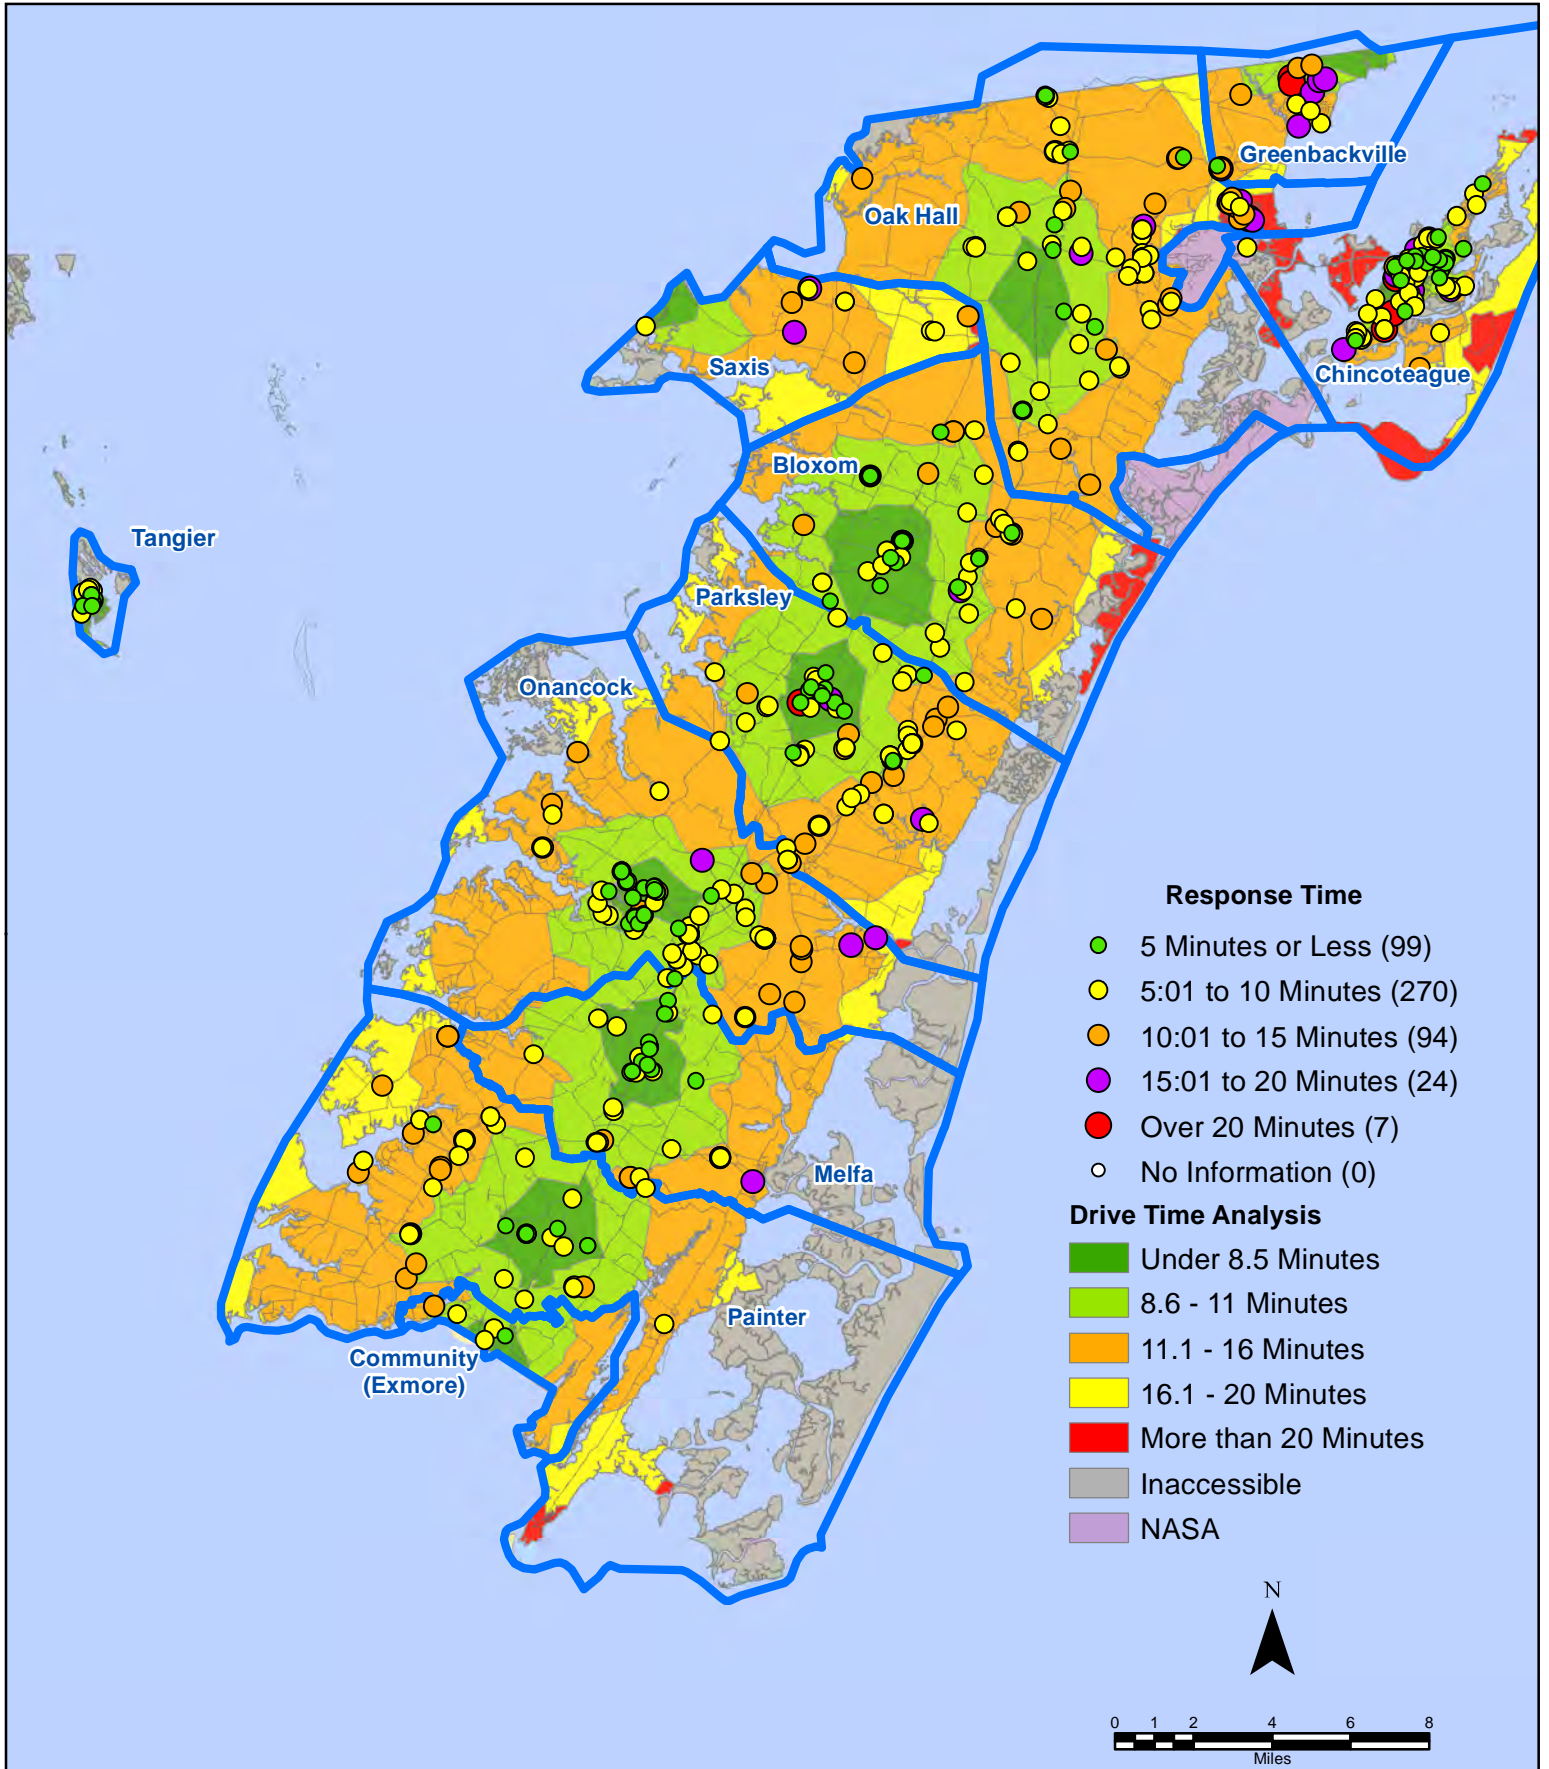 Greenbackville
Oak Hall
Saxis
Chincoteague
Bloxom
Tangier
Parksley
Onancock
Melfa
Painter
Community
(Exmore)
Response Time
5 Minutes or Less (99)
5:01 to 10 Minutes (270)
10:01 to 15 Minutes (94)
15:01 to 20 Minutes (24)
Over 20 Minutes (7)
No Information (0)
Drive Time Analysis
Under 8.5 Minutes
8.6 - 11 Minutes
11.1 - 16 Minutes
16.1 - 20 Minutes
More than 20 Minutes
Inaccessible
NASA
N
0 1 2 4 6 8
Miles